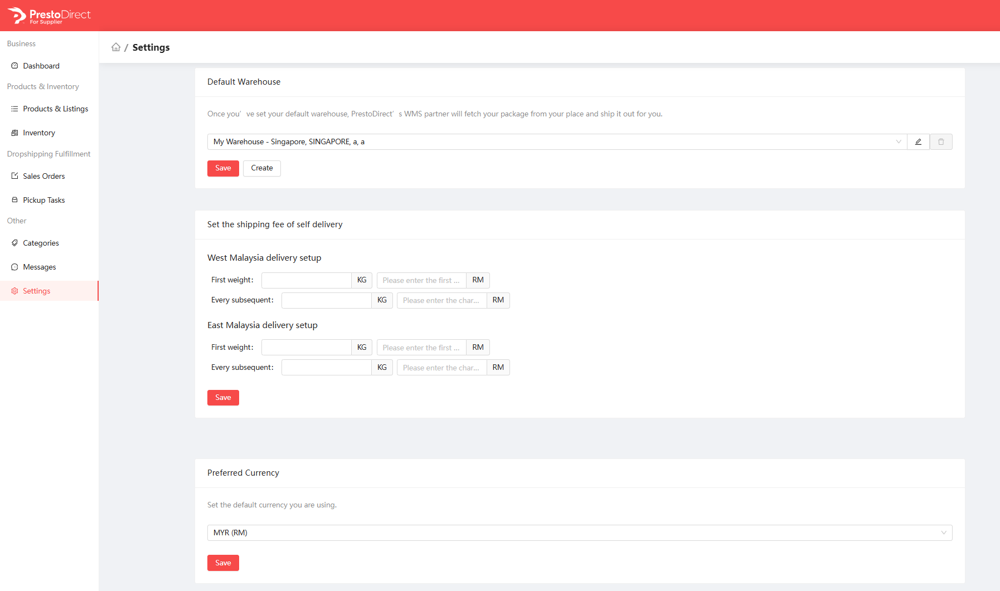 PrestoDirect
For Supplier
Business
Dashboard
Products & Inventory
Products & Listings
Inventory
Dropshipping Fulfillment
Sales Orders
Pickup Tasks
Other
Categories
Messages
Settings
/ Settings
Default Warehouse
Once you’ve set your default warehouse, PrestoDirect’s WMS partner will fetch your package from your place and ship it out for you.
My Warehouse - Singapore, SINGAPORE, a, a
Save Create
Set the shipping fee of self delivery
West Malaysia delivery setup
First weight: KG Please enter the first ... RM
Every subsequent: KG Please enter the char... RM
East Malaysia delivery setup
First weight: KG Please enter the first ... RM
Every subsequent: KG Please enter the char... RM
Save
Preferred Currency
Set the default currency you are using.
MYR (RM)
Save